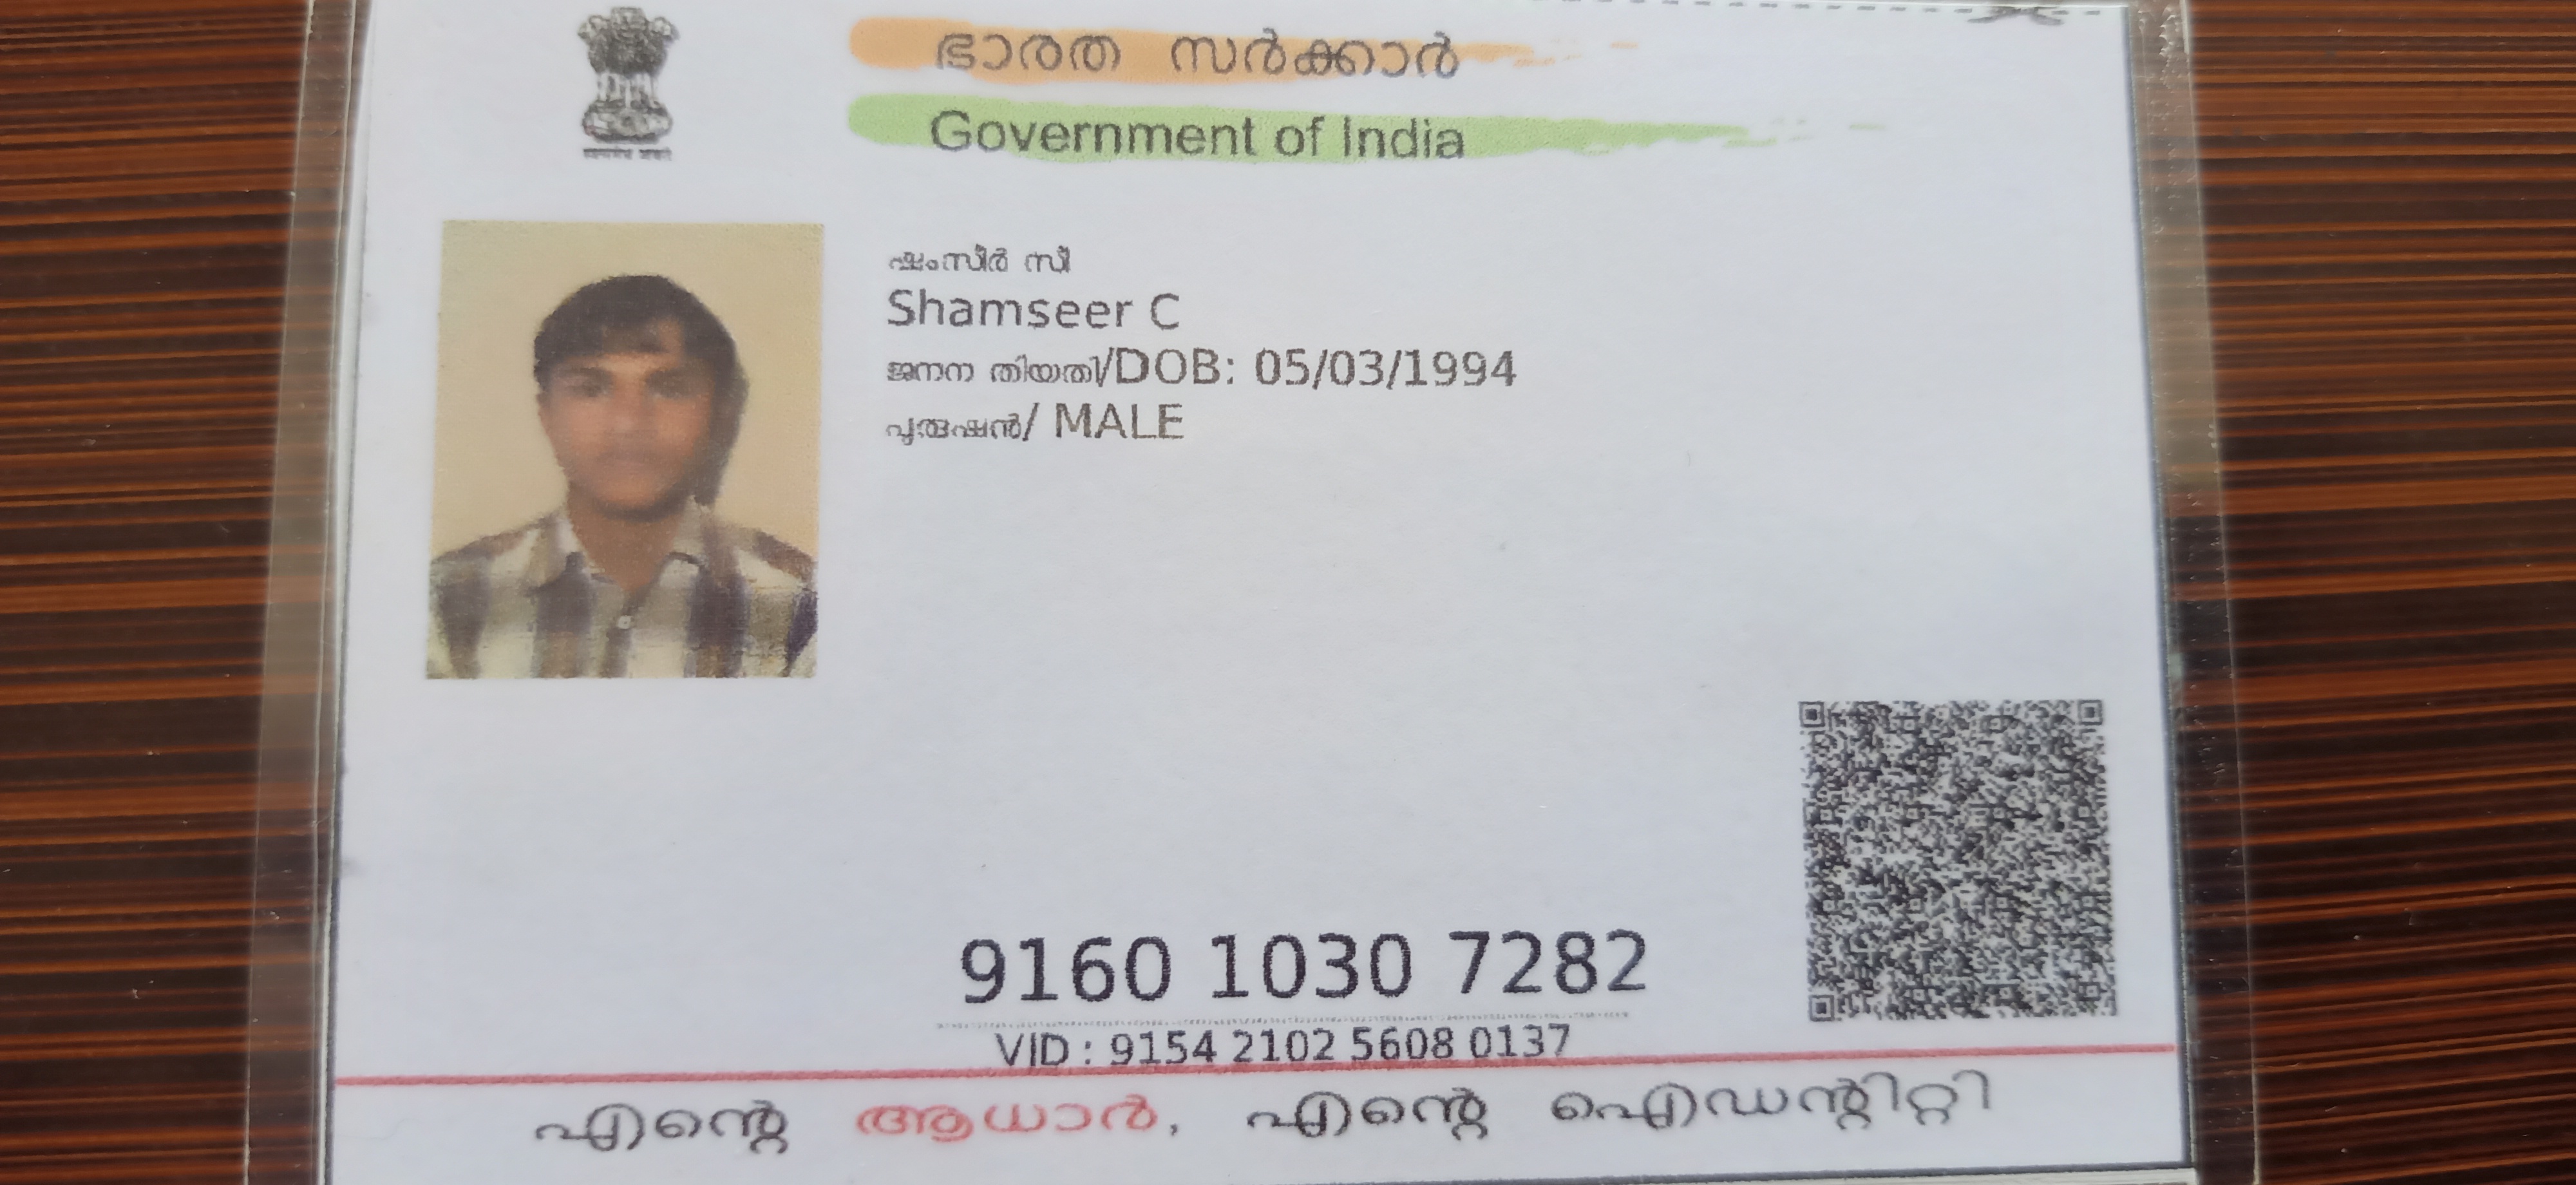 ഭാരത സർക്കാർ
Government of India
ഷംസീർ സി
Shamseer C
ജനന തിയതി/DOB: 05/03/1994
പുരുഷൻ/ MALE
9160 1030 7282
VID : 9154 2102 5608 0137
എന്റെ ആധാർ, എന്റെ ഐഡന്റിറ്റി